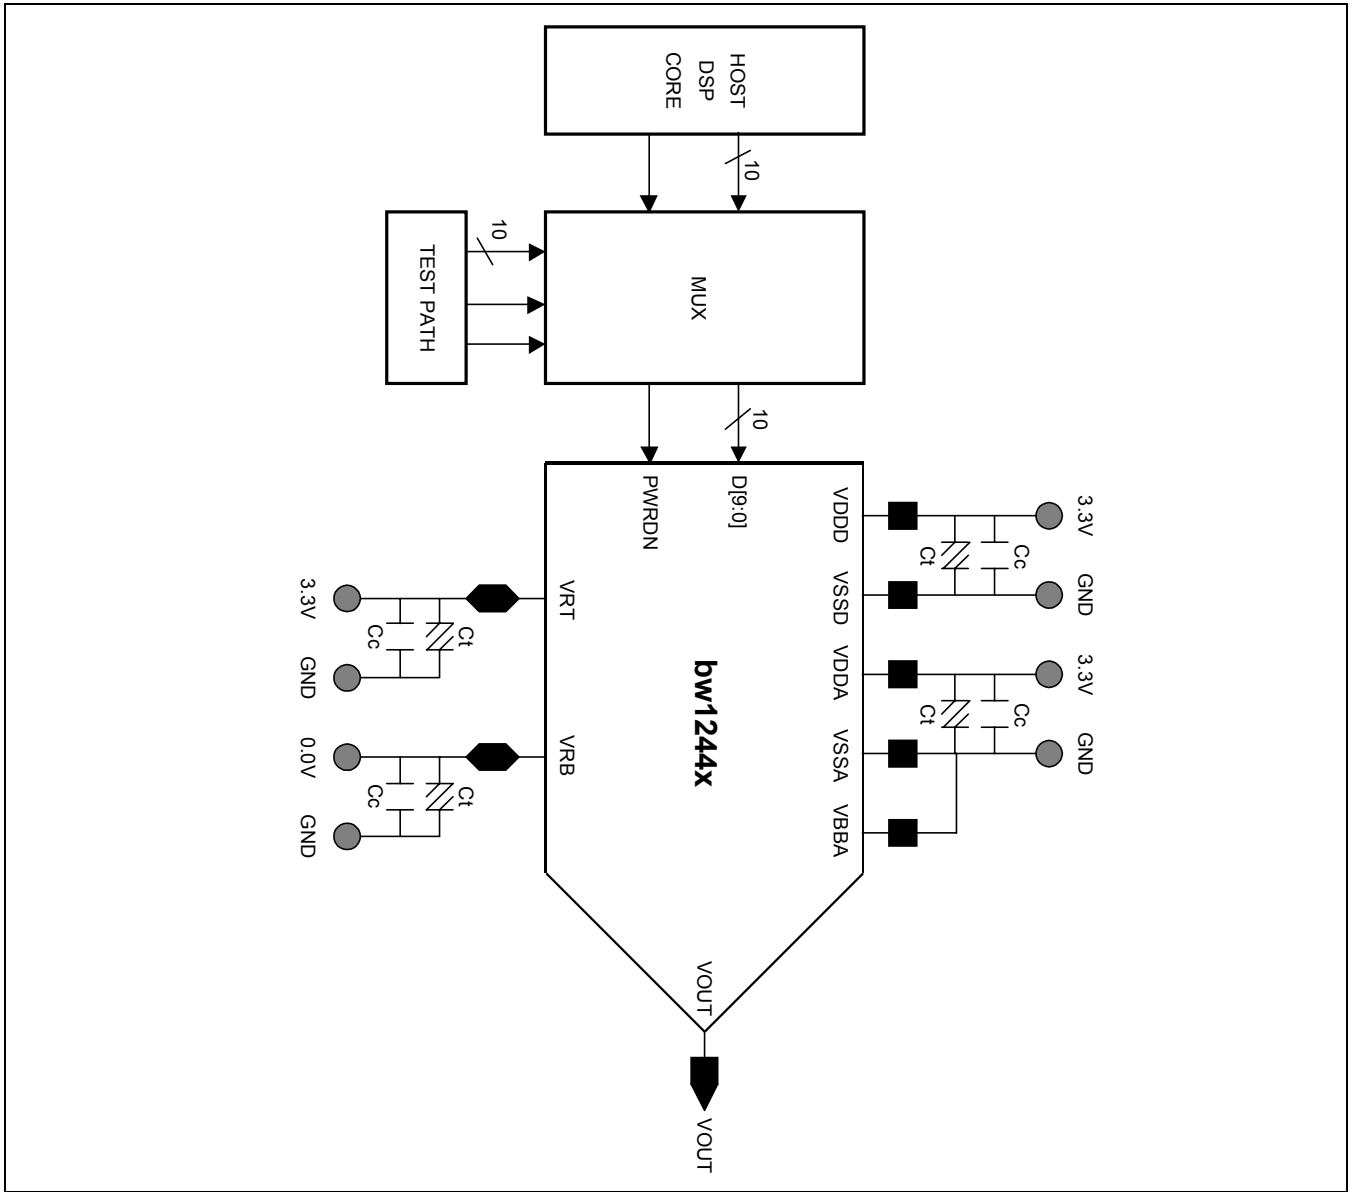 HOST
DSP
CORE
10
MUX
10
TEST PATH
10
D[9:0]
PWRDN
VDDD
VSSD
VDDA
VSSA
VBBA
3.3V
GND
3.3V
GND
Cc
Ct
Cc
Ct
bw1244x
VRT
VRB
Ct
Cc
Ct
Cc
3.3V
GND
0.0V
GND
VOUT
VOUT